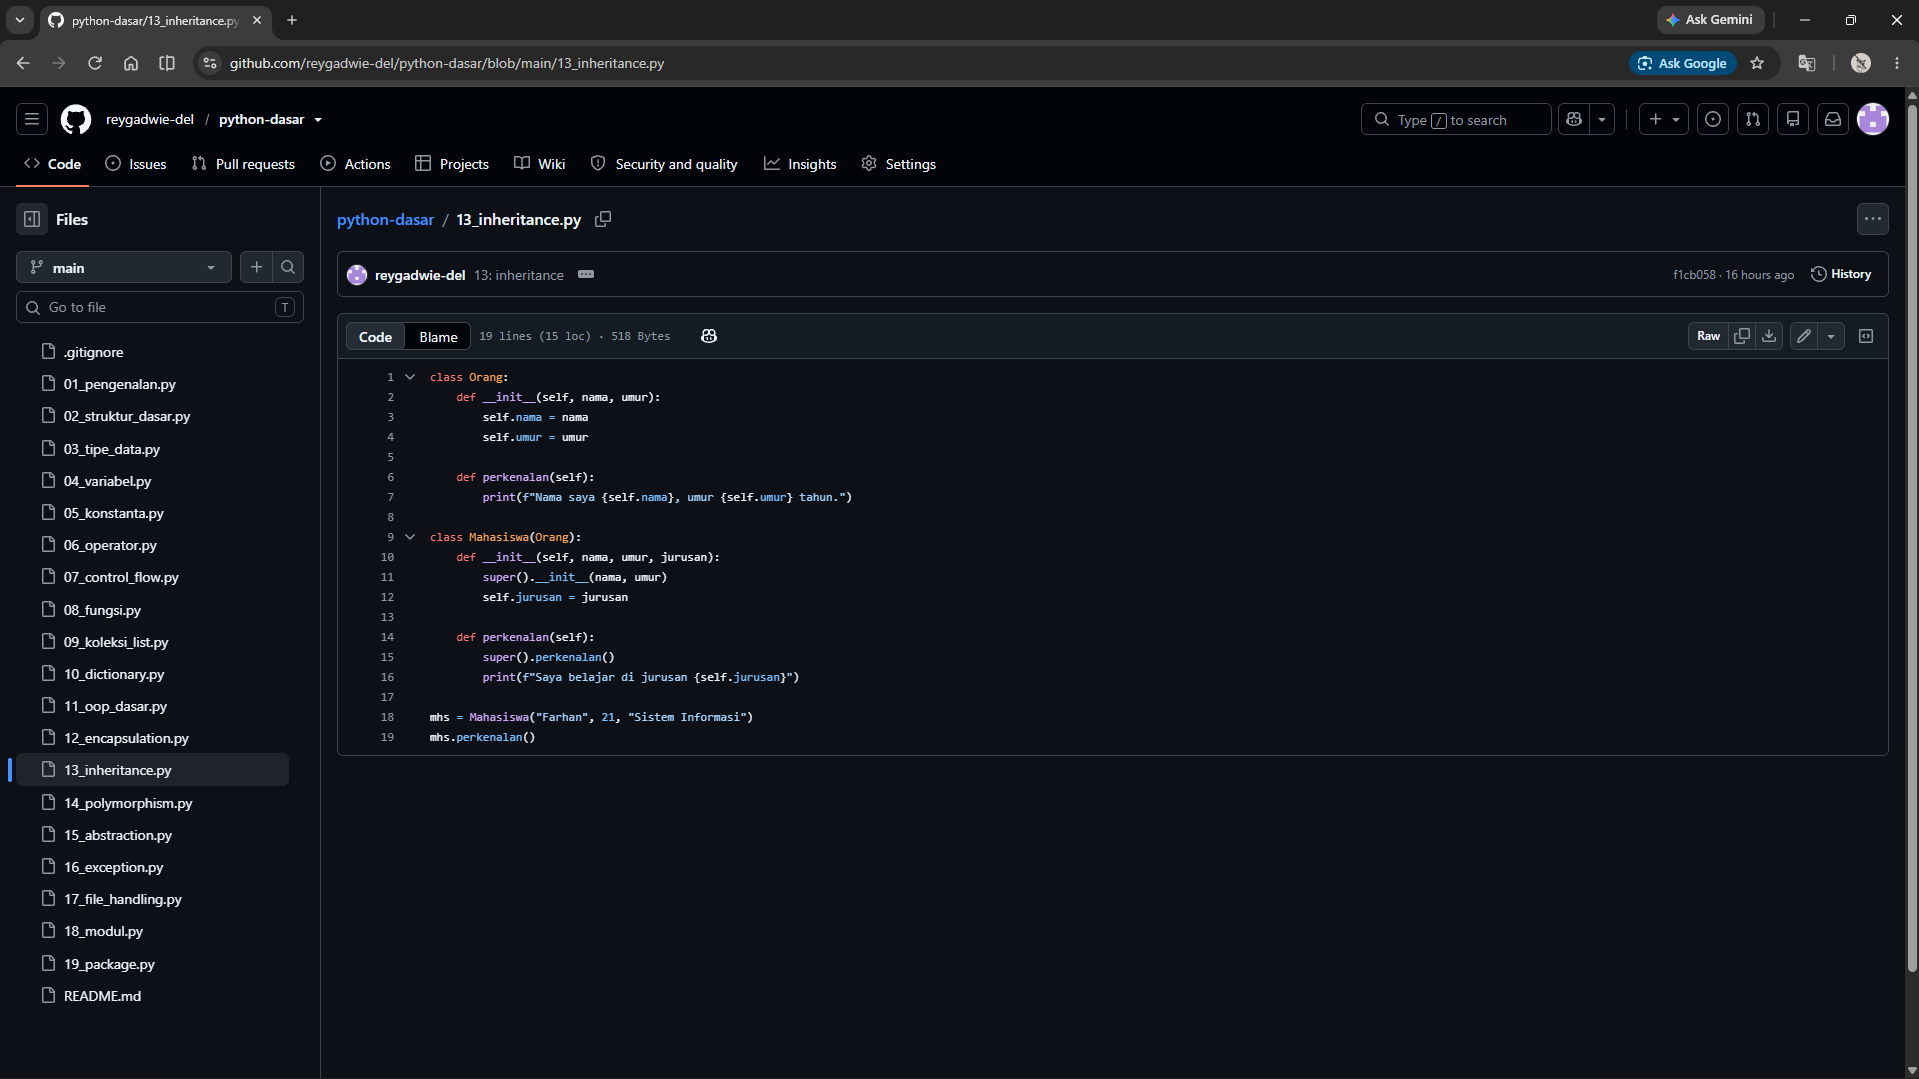 python-dasar/13_inheritance.py
Ask Gemini
github.com/reygadwie-del/python-dasar/blob/main/13_inheritance.py
Ask Google
reygadwie-del / python-dasar
Type / to search
Code
Issues
Pull requests
Actions
Projects
Wiki
Security and quality
Insights
Settings
Files
main
Go to file
T
.gitignore
01_pengenalan.py
02_struktur_dasar.py
03_tipe_data.py
04_variabel.py
05_konstanta.py
06_operator.py
07_control_flow.py
08_fungsi.py
09_koleksi_list.py
10_dictionary.py
11_oop_dasar.py
12_encapsulation.py
13_inheritance.py
14_polymorphism.py
15_abstraction.py
16_exception.py
17_file_handling.py
18_modul.py
19_package.py
README.md
python-dasar / 13_inheritance.py
reygadwie-del 13: inheritance
f1cb058 · 16 hours ago
History
Code
Blame
19 lines (15 loc) · 518 Bytes
Raw
1 class Orang:
2     def __init__(self, nama, umur):
3         self.nama = nama
4         self.umur = umur
5
6     def perkenalan(self):
7         print(f"Nama saya {self.nama}, umur {self.umur} tahun.")
8
9 class Mahasiswa(Orang):
10     def __init__(self, nama, umur, jurusan):
11         super().__init__(nama, umur)
12         self.jurusan = jurusan
13
14     def perkenalan(self):
15         super().perkenalan()
16         print(f"Saya belajar di jurusan {self.jurusan}")
17
18 mhs = Mahasiswa("Farhan", 21, "Sistem Informasi")
19 mhs.perkenalan()